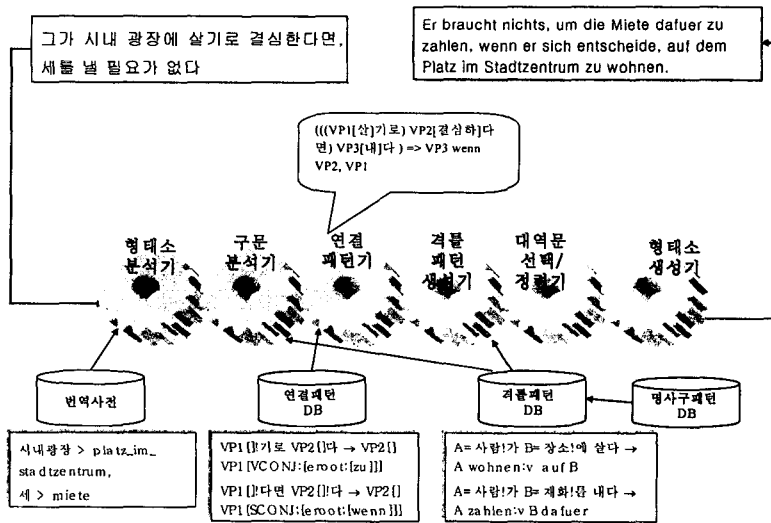 그가 시내 광장에 살기로 결심한다면,
세를 낼 필요가 없다
Er braucht nichts, um die Miete dafuer zu
zahlen, wenn er sich entscheide, auf dem
Platz im Stadtzentrum zu wohnen.
(((VP1[살]기로) VP2[결심하]다
면) VP3[내]다 ) => VP3 wenn
VP2, VP1
형태소
분석기
구문
분석기
연결
패턴기
격틀
패턴
생성기
대역문
선택/
정렬기
형태소
생성기
번역사전
연결패턴
DB
격틀패턴
DB
명사구패턴
DB
시내광장 > platz_im_
stadtzentrum,
세 > miete
VP1 []!기로 VP2[]!다 → VP2[]
VP1 [VCONJ:[eroot:[zu]]]
VP1 []!다면 VP2[]!다 → VP2[]
VP1 [SCONJ:[eroot:[wenn]]]
A= 사람!가 B= 장소!에 살다 →
A wohnen:v auf B
A= 사람!가 B= 재화!를 내다 →
A zahlen:v B dafuer